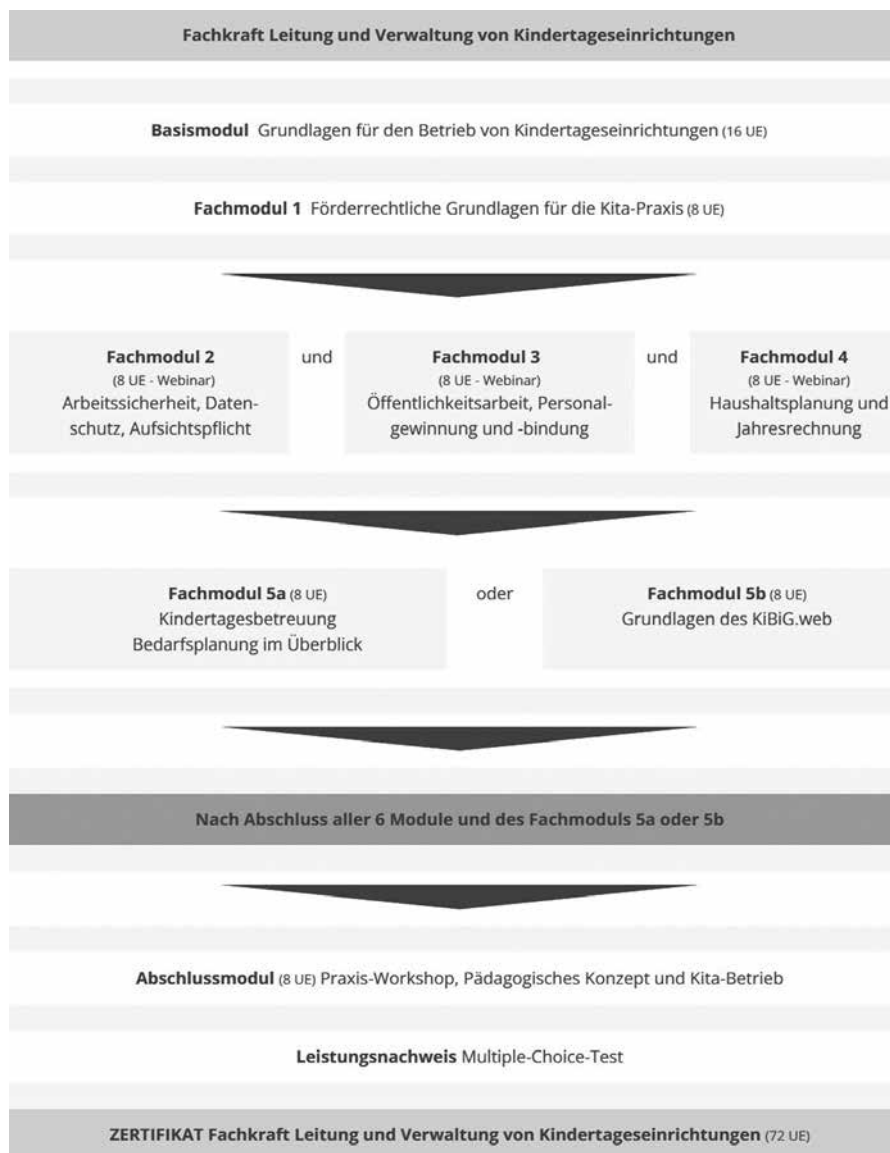 Fachkraft Leitung und Verwaltung von Kindertageseinrichtungen
Basismodul Grundlagen für den Betrieb von Kindertageseinrichtungen (16 UE)
Fachmodul 1 Förderrechtliche Grundlagen für die Kita-Praxis (8 UE)
Fachmodul 2
(8 UE - Webinar)
Arbeitssicherheit, Daten-
schutz, Aufsichtspflicht
und
Fachmodul 3
(8 UE - Webinar)
Öffentlichkeitsarbeit, Personal-
gewinnung und -bindung
und
Fachmodul 4
(8 UE - Webinar)
Haushaltsplanung und
Jahresrechnung
Fachmodul 5a (8 UE)
Kindertagesbetreuung
Bedarfsplanung im Überblick
oder
Fachmodul 5b (8 UE)
Grundlagen des KiBiG.web
Nach Abschluss aller 6 Module und des Fachmoduls 5a oder 5b
Abschlussmodul (8 UE) Praxis-Workshop, Pädagogisches Konzept und Kita-Betrieb
Leistungsnachweis Multiple-Choice-Test
ZERTIFIKAT Fachkraft Leitung und Verwaltung von Kindertageseinrichtungen (72 UE)